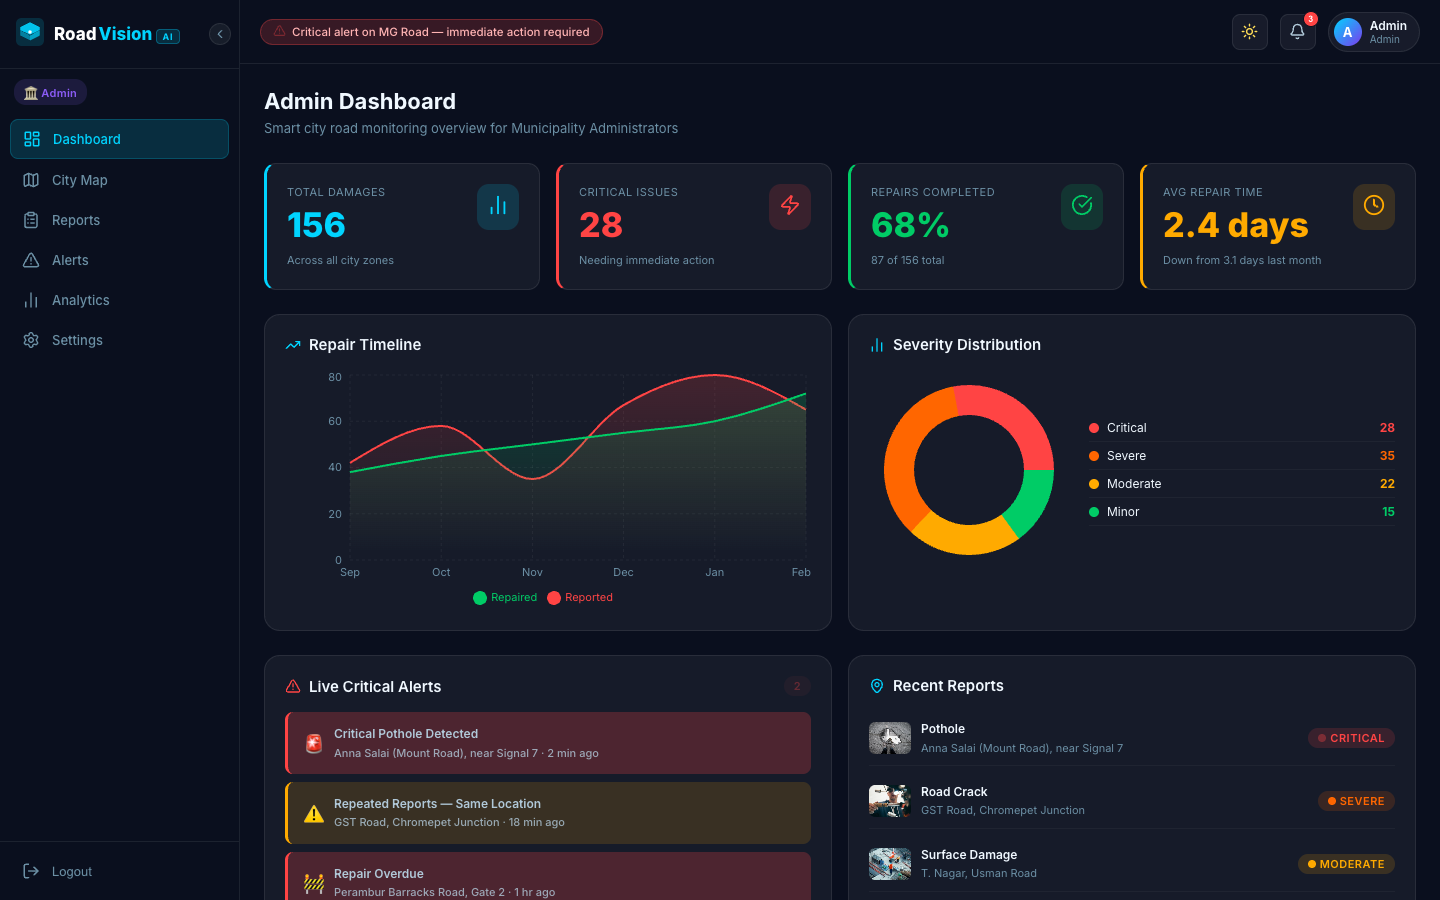 RoadVision AI
Critical alert on MG Road — immediate action required
3
A
Admin
Admin
Admin
Dashboard
City Map
Reports
Alerts
Analytics
Settings
Logout
Admin Dashboard
Smart city road monitoring overview for Municipality Administrators
TOTAL DAMAGES
156
Across all city zones
CRITICAL ISSUES
28
Needing immediate action
REPAIRS COMPLETED
68%
87 of 156 total
AVG REPAIR TIME
2.4 days
Down from 3.1 days last month
Repair Timeline
80
60
40
20
0
Sep Oct Nov Dec Jan Feb
Repaired Reported
Severity Distribution
Critical 28
Severe 35
Moderate 22
Minor 15
Live Critical Alerts 2
Critical Pothole Detected
Anna Salai (Mount Road), near Signal 7 · 2 min ago
Repeated Reports — Same Location
GST Road, Chromepet Junction · 18 min ago
Repair Overdue
Perambur Barracks Road, Gate 2 · 1 hr ago
Recent Reports
Pothole
Anna Salai (Mount Road), near Signal 7
CRITICAL
Road Crack
GST Road, Chromepet Junction
SEVERE
Surface Damage
T. Nagar, Usman Road
MODERATE